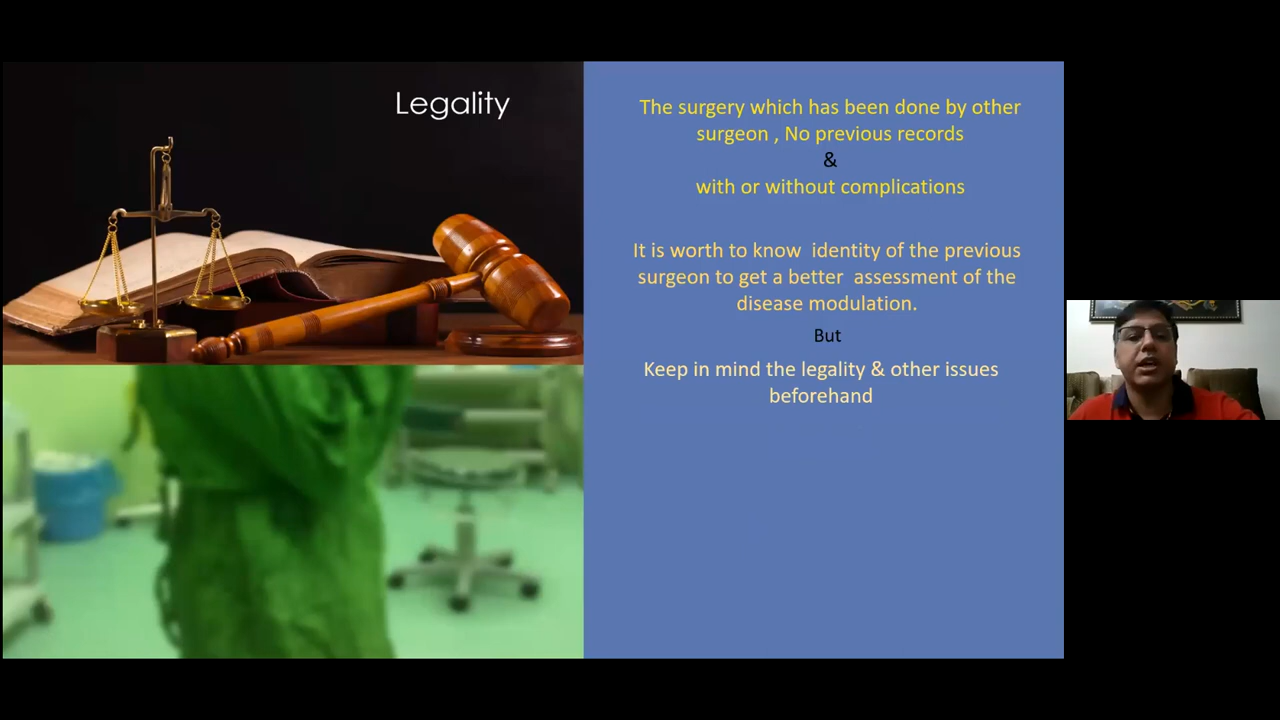 Legality
The surgery which has been done by other
surgeon , No previous records
&
with or without complications
It is worth to know  identity of the previous
surgeon to get a better  assessment of the
disease modulation.
But
Keep in mind the legality & other issues
beforehand